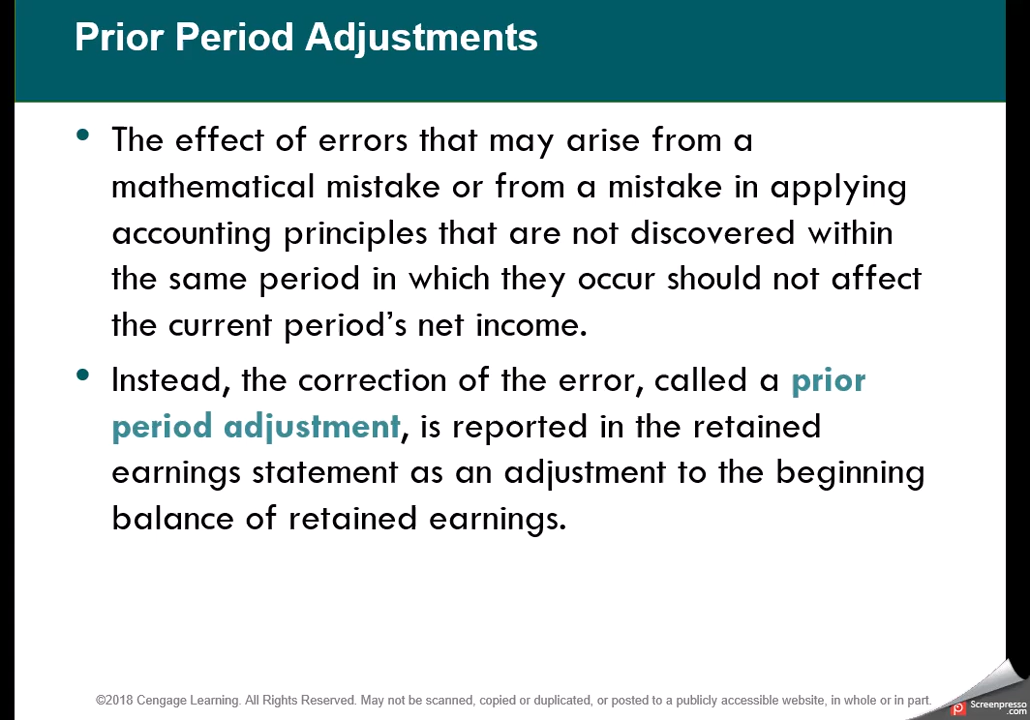 Prior Period Adjustments
• The effect of errors that may arise from a
mathematical mistake or from a mistake in applying
accounting principles that are not discovered within
the same period in which they occur should not affect
the current period’s net income.
• Instead, the correction of the error, called a prior
period adjustment, is reported in the retained
earnings statement as an adjustment to the beginning
balance of retained earnings.
©2018 Cengage Learning. All Rights Reserved. May not be scanned, copied or duplicated, or posted to a publicly accessible website, in whole or in part.
Screenpresso
.com